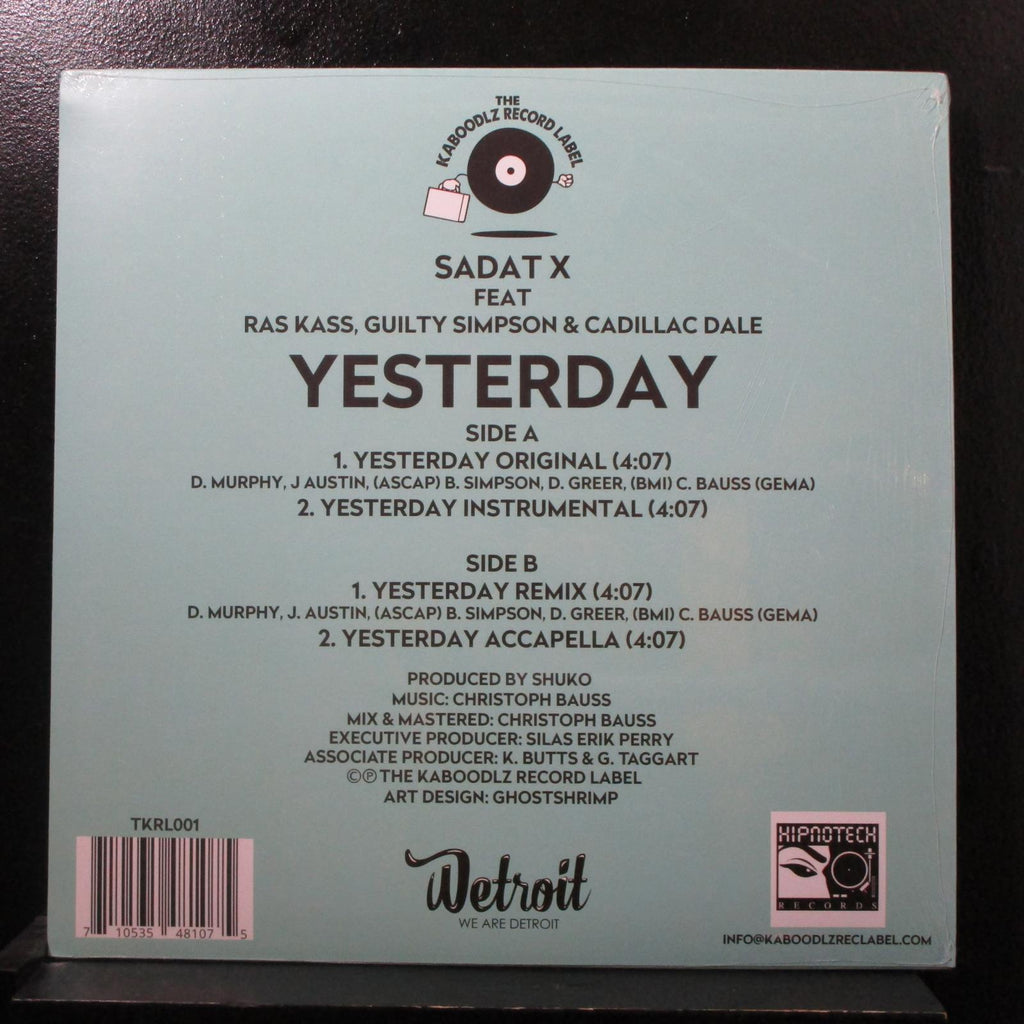 THE
KABOODLZ RECORD LABEL
SADAT X
FEAT
RAS KASS, GUILTY SIMPSON & CADILLAC DALE
YESTERDAY
SIDE A
1. YESTERDAY ORIGINAL (4:07)
D. MURPHY, J AUSTIN, (ASCAP) B. SIMPSON, D. GREER, (BMI) C. BAUSS (GEMA)
2. YESTERDAY INSTRUMENTAL (4:07)
SIDE B
1. YESTERDAY REMIX (4:07)
D. MURPHY, J. AUSTIN, (ASCAP) B. SIMPSON, D. GREER, (BMI) C. BAUSS (GEMA)
2. YESTERDAY ACCAPELLA (4:07)
PRODUCED BY SHUKO
MUSIC: CHRISTOPH BAUSS
MIX & MASTERED: CHRISTOPH BAUSS
EXECUTIVE PRODUCER: SILAS ERIK PERRY
ASSOCIATE PRODUCER: K. BUTTS & G. TAGGART
©℗ THE KABOODLZ RECORD LABEL
ART DESIGN: GHOSTSHRIMP
TKRL001
7 10535 48107 5
Detroit
WE ARE DETROIT
HIPNOTECH
RECORDS
INFO@KABOODLZRECLABEL.COM